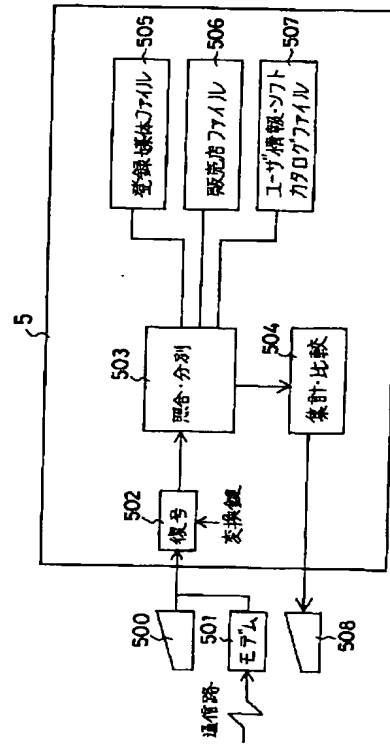 5
500
通信路
モデム
501
復号
502
変換鍵
照合・分別
503
集計・比較
504
508
登録媒体ファイル
505
販売店ファイル
506
ユーザ情報・ソフト
カタログファイル
507